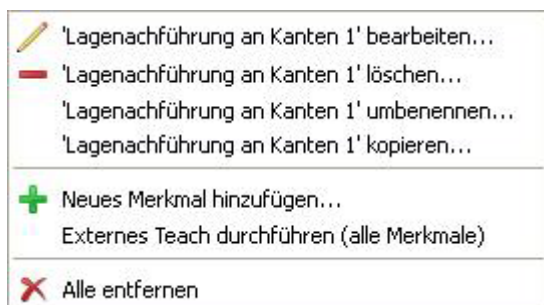 'Lagenachführung an Kanten 1' bearbeiten...
'Lagenachführung an Kanten 1' löschen...
'Lagenachführung an Kanten 1' umbenennen...
'Lagenachführung an Kanten 1' kopieren...
Neues Merkmal hinzufügen...
Externes Teach durchführen (alle Merkmale)
Alle entfernen